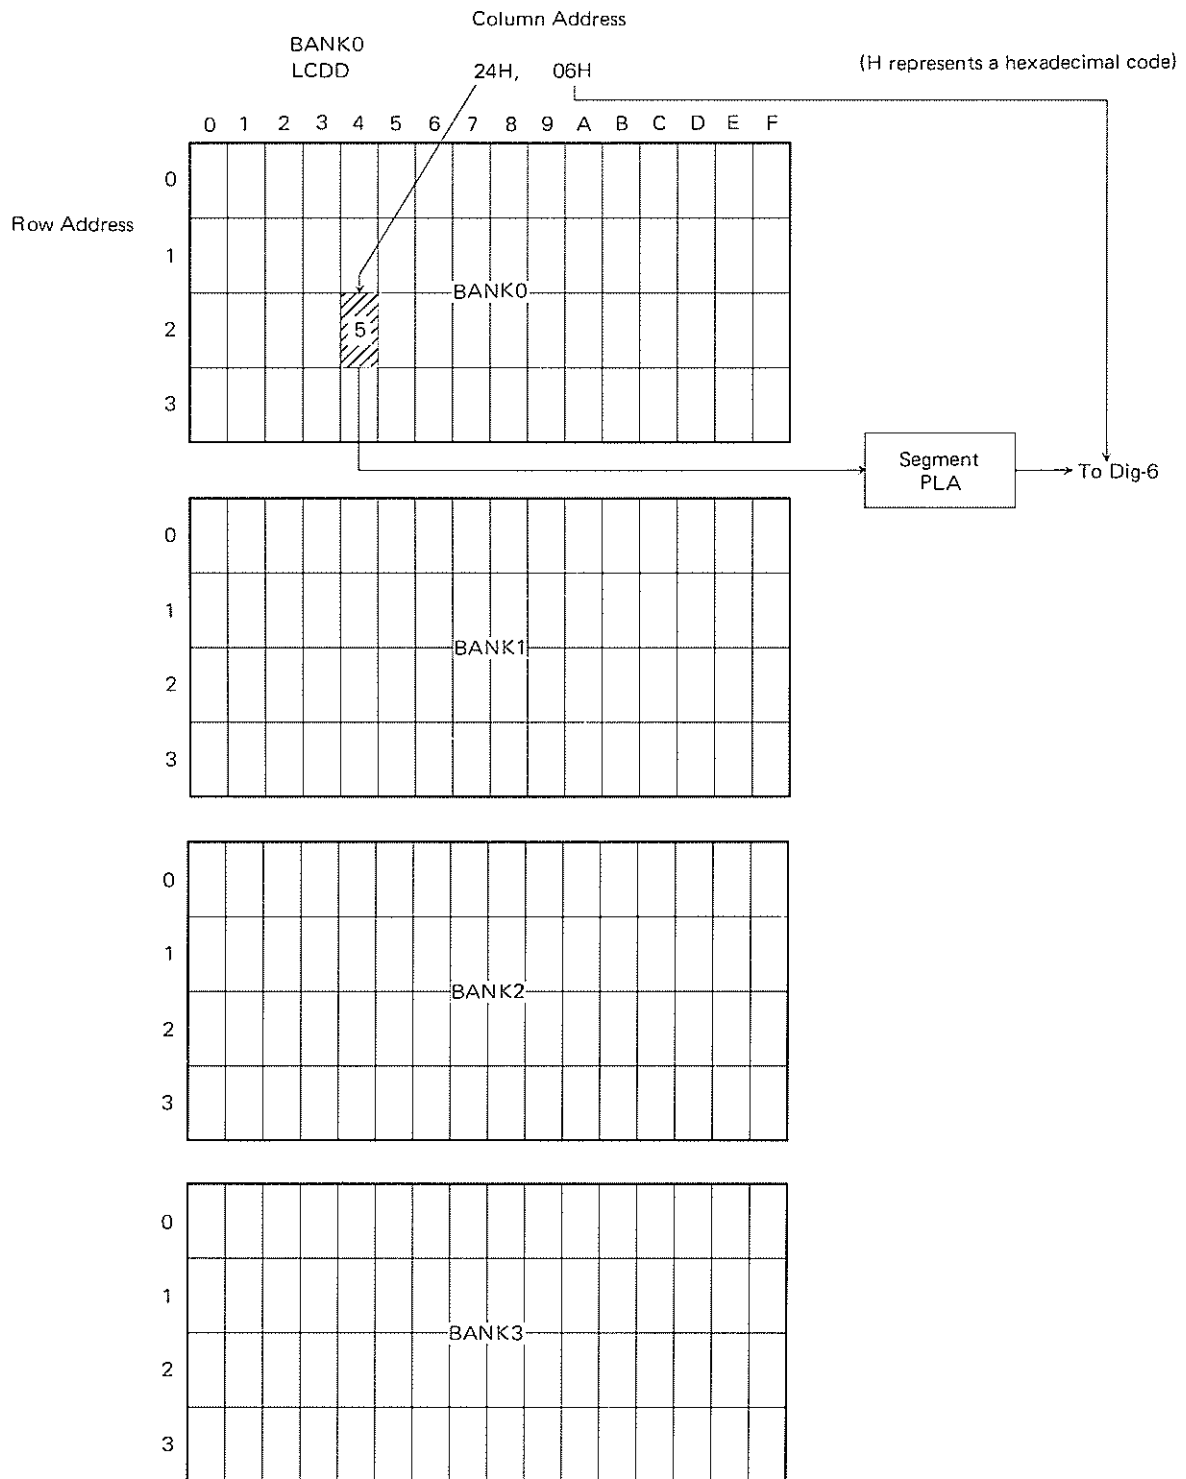 Column Address
BANK0
LCDD 24H, 06H (H represents a hexadecimal code)
0 1 2 3 4 5 6 7 8 9 A B C D E F
0
Row Address
1
BANK0
2 5
3
Segment
PLA
To Dig-6
0
1
BANK1
2
3
0
1
BANK2
2
3
0
1
BANK3
2
3